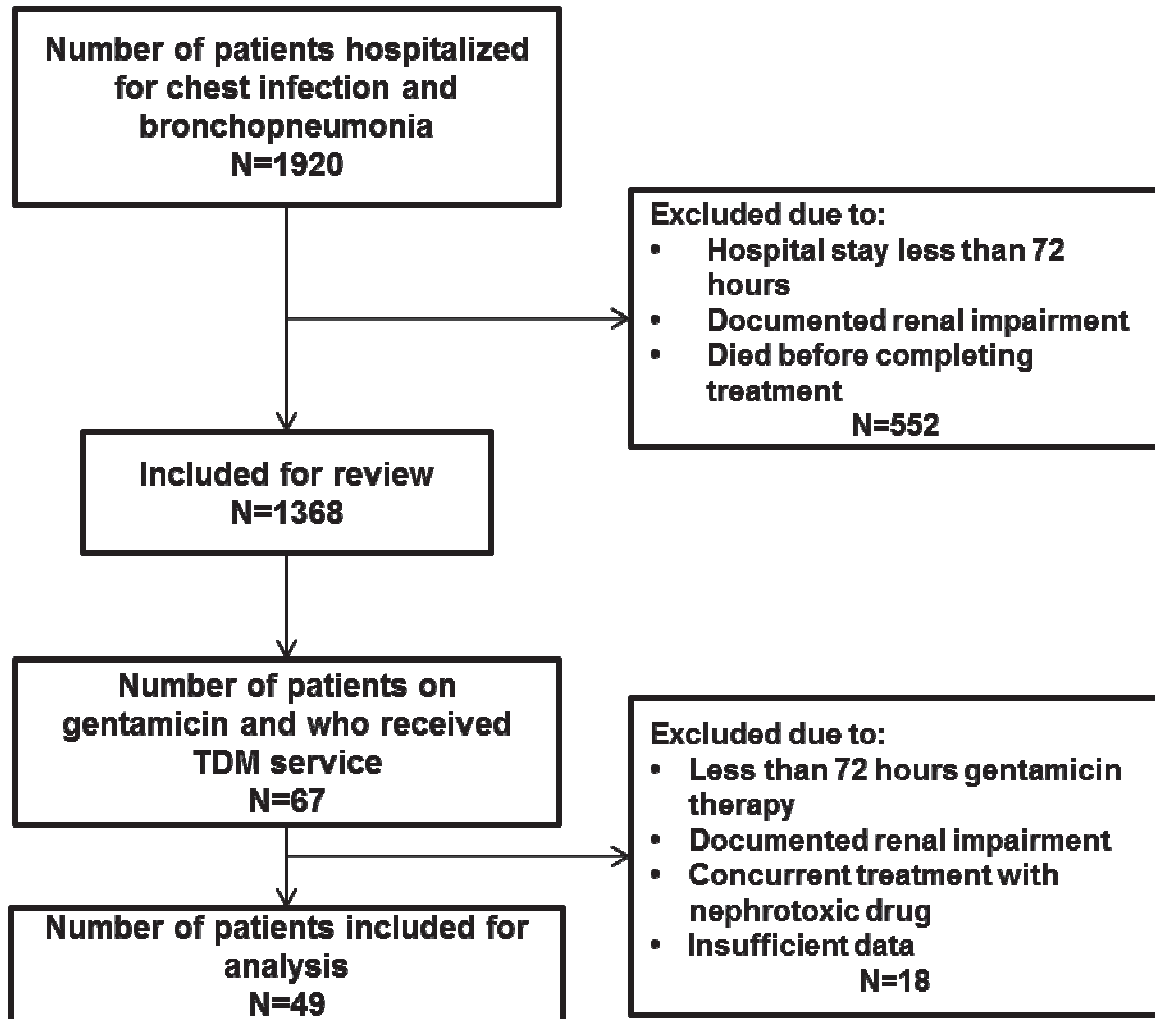 Number of patients hospitalized
for chest infection and
bronchopneumonia
N=1920
Excluded due to:
• Hospital stay less than 72
hours
• Documented renal impairment
• Died before completing
treatment
N=552
Included for review
N=1368
Number of patients on
gentamicin and who received
TDM service
N=67
Excluded due to:
• Less than 72 hours gentamicin
therapy
• Documented renal impairment
• Concurrent treatment with
nephrotoxic drug
• Insufficient data
N=18
Number of patients included for
analysis
N=49